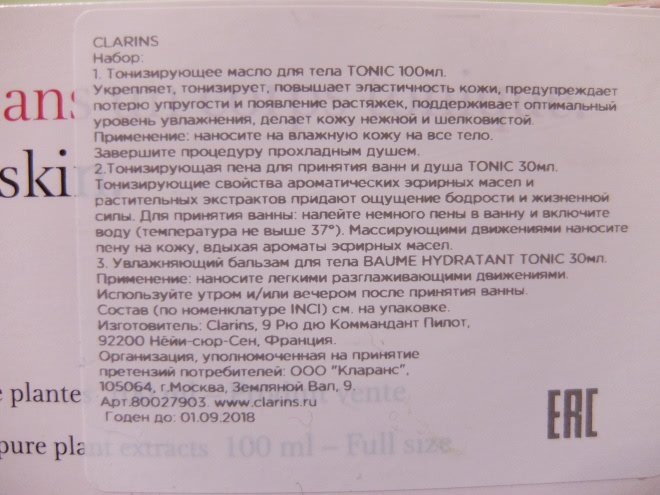 CLARINS
Набор:
1. Тонизирующее масло для тела TONIC 100мл.
Укрепляет, тонизирует, повышает эластичность кожи, предупреждает
потерю упругости и появление растяжек, поддерживает оптимальный
уровень увлажнения, делает кожу нежной и шелковистой.
Применение: наносите на влажную кожу на все тело.
Завершите процедуру прохладным душем.
2.Тонизирующая пена для принятия ванн и душа TONIC 30мл.
Тонизирующие свойства ароматических эфирных масел и
растительных экстрактов придают ощущение бодрости и жизненной
силы. Для принятия ванны: налейте немного пены в ванну и включите
воду (температура не выше 37°). Массирующими движениями наносите
пену на кожу, вдыхая ароматы эфирных масел.
3. Увлажняющий бальзам для тела BAUME HYDRATANT TONIC 30мл.
Применение: наносите легкими разглаживающими движениями.
Используйте утром и/или вечером после принятия ванны.
Состав (по номенклатуре INCI) см. на упаковке.
Изготовитель: Clarins, 9 Рю дю Коммандант Пилот,
92200 Нёйи-сюр-Сен, Франция.
Организация, уполномоченная на принятие
претензий потребителей: ООО "Кларанс",
105064, г.Москва, Земляной Вал, 9.
Арт.80027903 www.clarins.ru
Годен до: 01.09.2018
EAC
ans
skin
e plante vente
pure plant extracts 100 ml – Full size